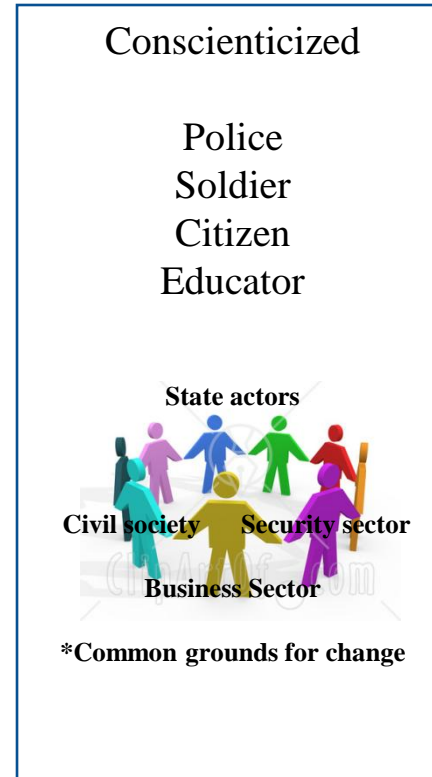 Conscienticized
Police
Soldier
Citizen
Educator
State actors
Civil society Security sector
Business Sector
*Common grounds for change